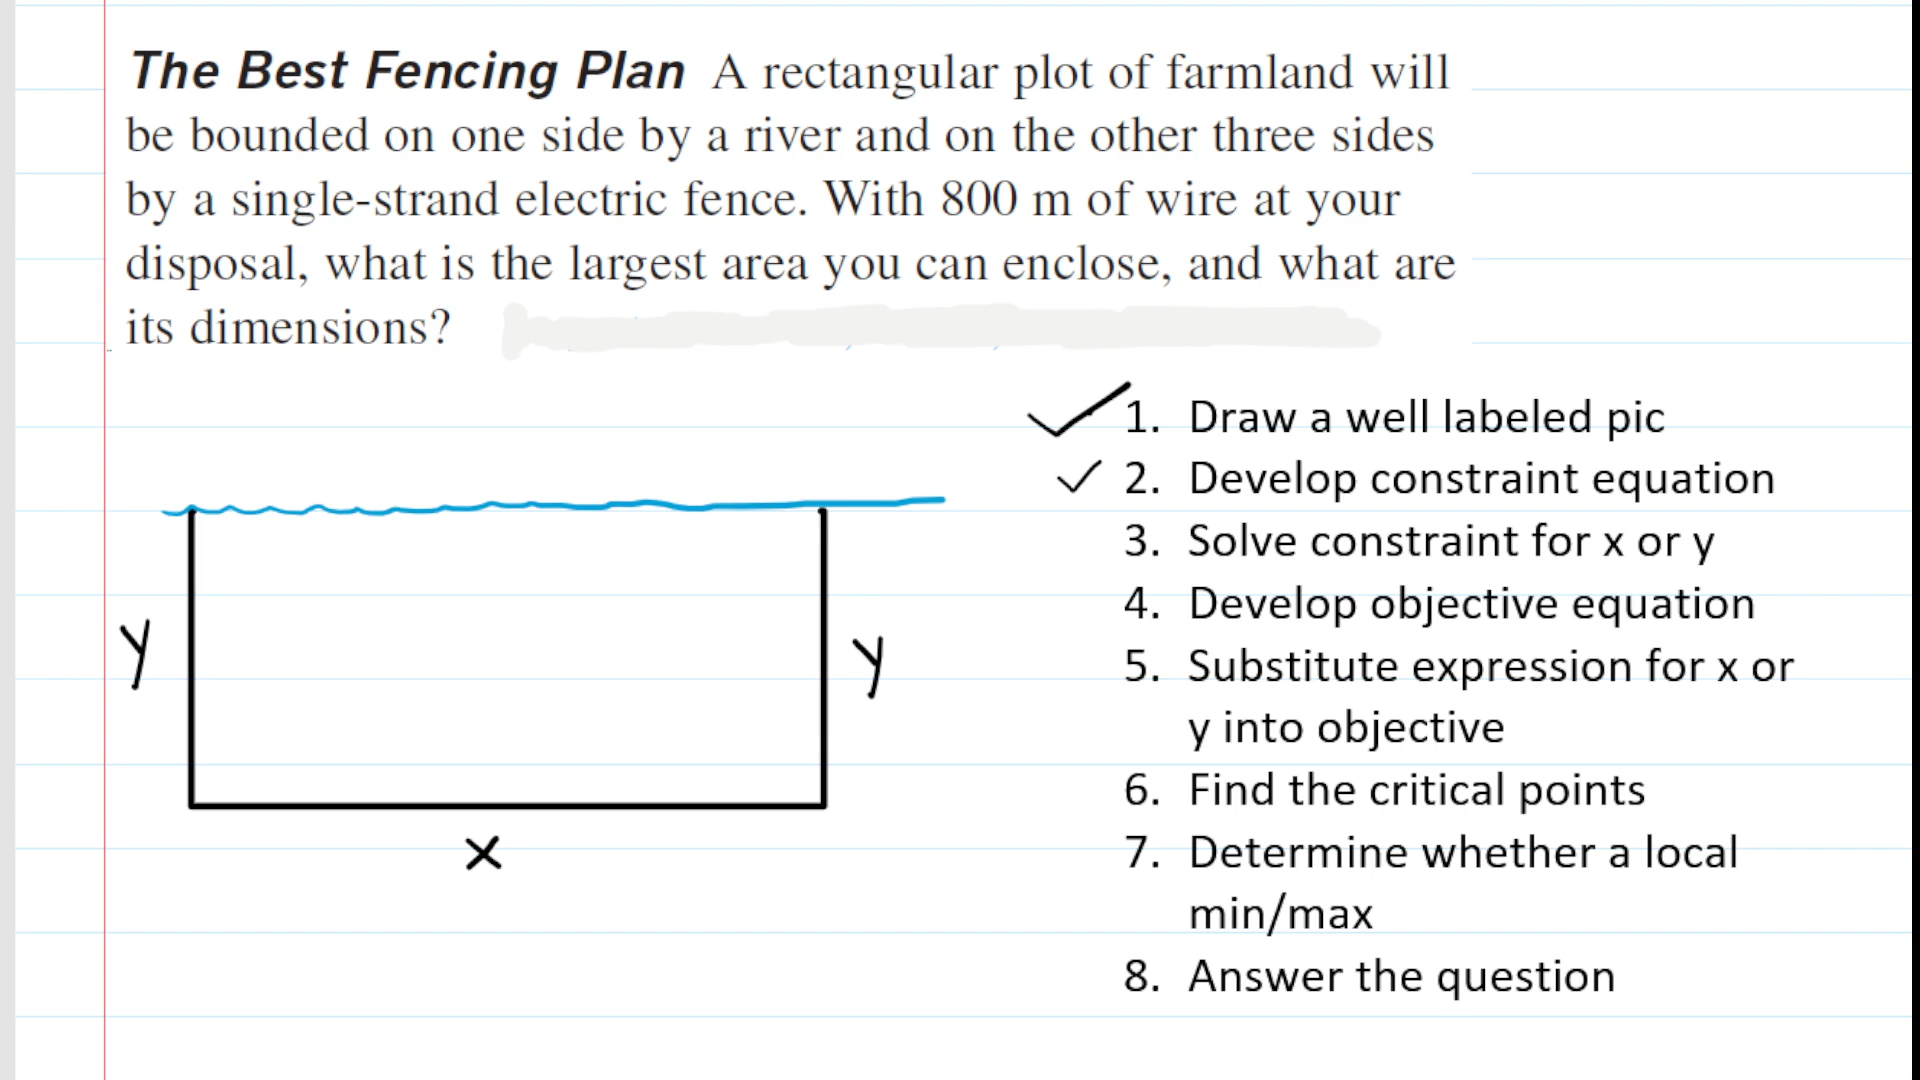 The Best Fencing Plan A rectangular plot of farmland will
be bounded on one side by a river and on the other three sides
by a single-strand electric fence. With 800 m of wire at your
disposal, what is the largest area you can enclose, and what are
its dimensions?
1. Draw a well labeled pic
2. Develop constraint equation
3. Solve constraint for x or y
4. Develop objective equation
5. Substitute expression for x or
y into objective
6. Find the critical points
7. Determine whether a local
min/max
8. Answer the question
y
y
x